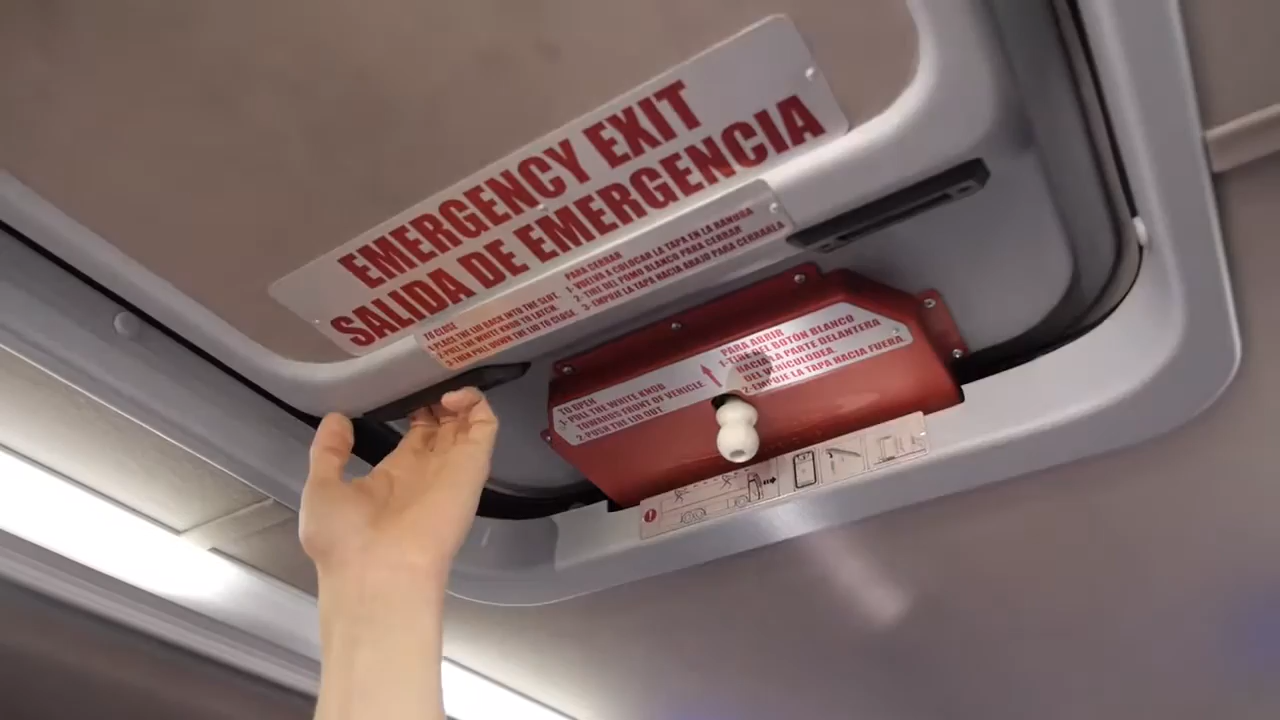 EMERGENCY EXIT
SALIDA DE EMERGENCIA
TO CLOSE
1-PLACE THE LID BACK INTO THE SLOT.
2-PULL THE WHITE KNOB TO LATCH.
3-THEN PULL DOWN THE LID TO CLOSE
PARA CERRAR
1-VUELVA A COLOCAR LA TAPA EN LA RANURA
2-TIRE DEL POMO BLANCO PARA CERRAR
3-EMPUJE LA TAPA HACIA ABAJO PARA CERRARLA
TO OPEN
1-PULL THE WHITE KNOB
TOWARDS FRONT OF VEHICLE
2-PUSH THE LID OUT
PARA ABRIR
1-TIRE DEL BOTÓN BLANCO
HACIA LA PARTE DELANTERA
DEL VEHICULODEA.
2-EMPUJE LA TAPA HACIA FUERA.